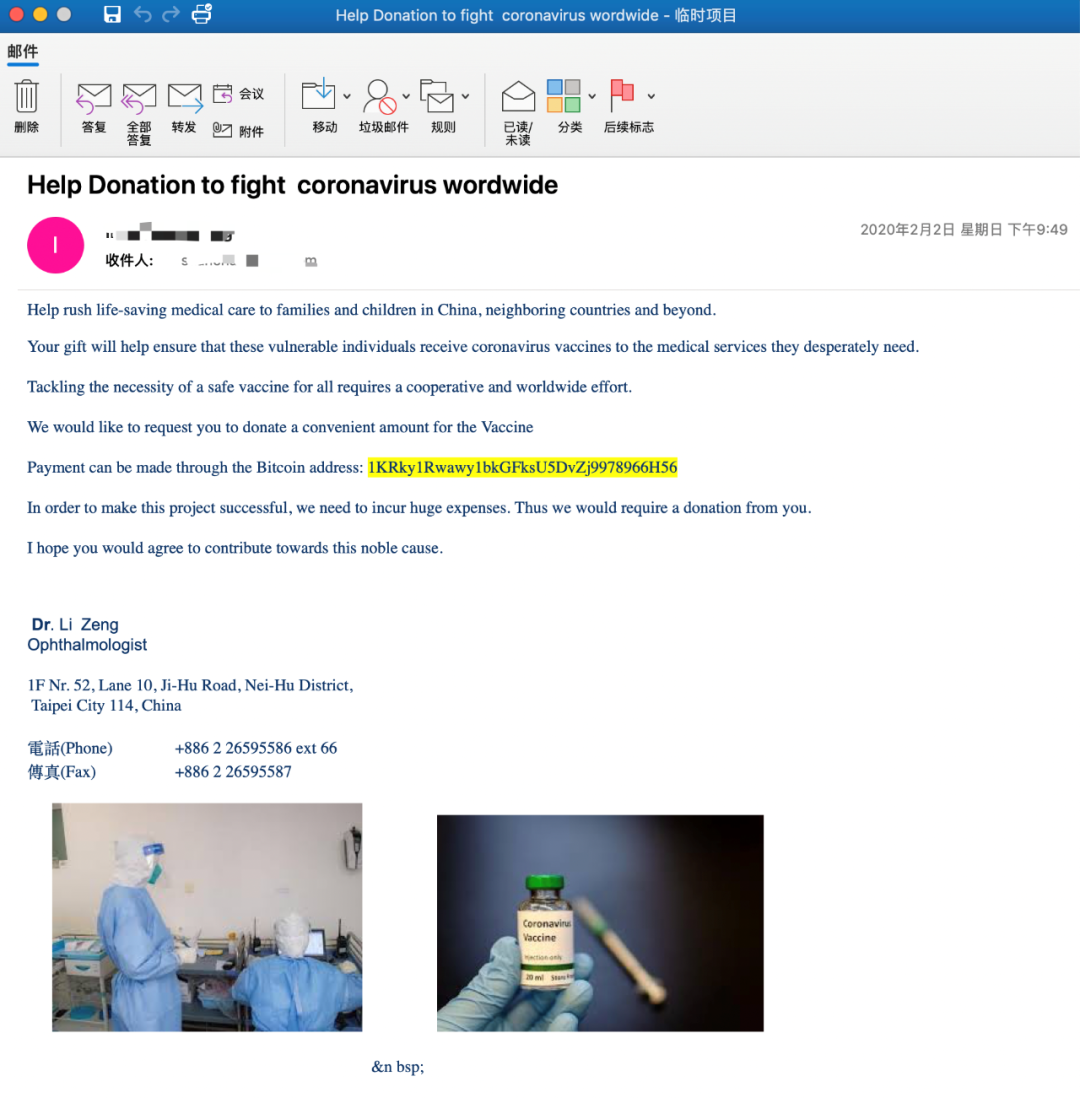 Help Donation to fight  coronavirus wordwide - 临时项目
邮件
删除
答复
全部
答复
转发
会议
附件
移动
垃圾邮件
规则
已读/
未读
分类
后续标志
Help Donation to fight  coronavirus wordwide
I
2020年2月2日 星期日 下午9:49
收件人:
Help rush life-saving medical care to families and children in China, neighboring countries and beyond.
Your gift will help ensure that these vulnerable individuals receive coronavirus vaccines to the medical services they desperately need.
Tackling the necessity of a safe vaccine for all requires a cooperative and worldwide effort.
We would like to request you to donate a convenient amount for the Vaccine
Payment can be made through the Bitcoin address: 1KRky1Rwawy1bkGFksU5DvZj9978966H56
In order to make this project successful, we need to incur huge expenses. Thus we would require a donation from you.
I hope you would agree to contribute towards this noble cause.
Dr. Li  Zeng
Ophthalmologist
1F Nr. 52, Lane 10, Ji-Hu Road, Nei-Hu District,
Taipei City 114, China
電話(Phone) +886 2 26595586 ext 66
傳真(Fax) +886 2 26595587
Coronavirus
Vaccine
Injection only
20 ml
&n bsp;